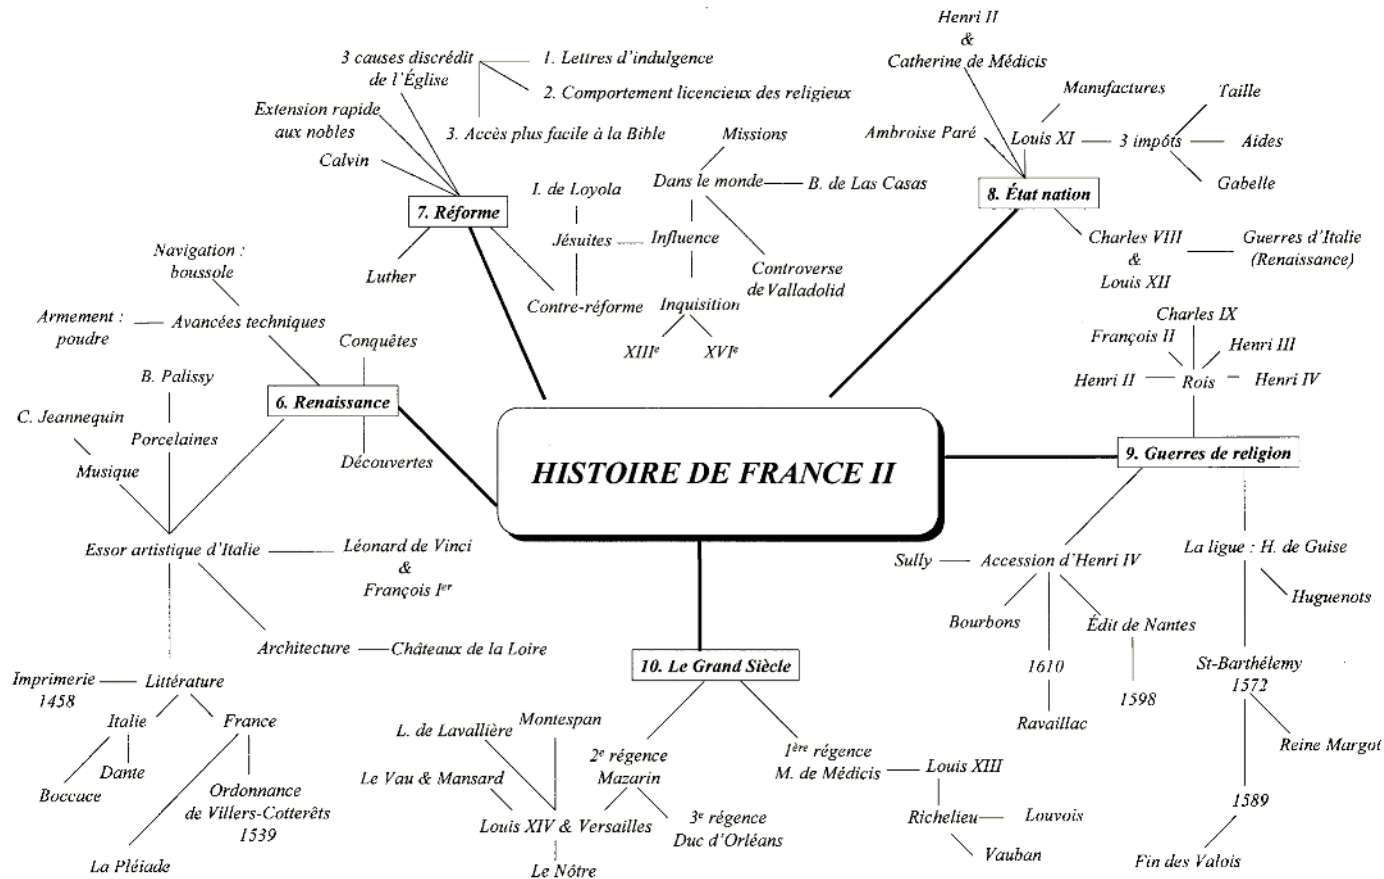 HISTOIRE DE FRANCE II
6. Renaissance
Navigation :
boussole
Armement :
poudre
Avancées techniques
Conquêtes
Découvertes
B. Palissy
C. Jeannequin
Porcelaines
Musique
Essor artistique d'Italie
Léonard de Vinci
&
François Ier
Architecture
Châteaux de la Loire
Imprimerie
1458
Littérature
Italie
France
Dante
Boccace
Ordonnance
de Villers-Cotterêts
1539
La Pléiade
7. Réforme
3 causes discrédit
de l'Église
1. Lettres d'indulgence
2. Comportement licencieux des religieux
3. Accès plus facile à la Bible
Extension rapide
aux nobles
Calvin
Luther
I. de Loyola
Jésuites
Contre-réforme
Influence
Missions
Dans le monde
B. de Las Casas
Controverse
de Valladolid
Inquisition
XIIIe
XVIe
8. État nation
Henri II
&
Catherine de Médicis
Ambroise Paré
Manufactures
Louis XI
3 impôts
Taille
Aides
Gabelle
Charles VIII
&
Louis XII
Guerres d'Italie
(Renaissance)
9. Guerres de religion
Charles IX
François II
Henri III
Henri II
Rois
Henri IV
Sully
Accession d'Henri IV
Bourbons
Édit de Nantes
1610
1598
Ravaillac
La ligue : H. de Guise
Huguenots
St-Barthélemy
1572
Reine Margot
1589
Fin des Valois
10. Le Grand Siècle
Montespan
L. de Lavallière
2e régence
Mazarin
Le Vau & Mansard
Louis XIV & Versailles
3e régence
Duc d'Orléans
Le Nôtre
1ère régence
M. de Médicis
Louis XIII
Richelieu
Louvois
Vauban